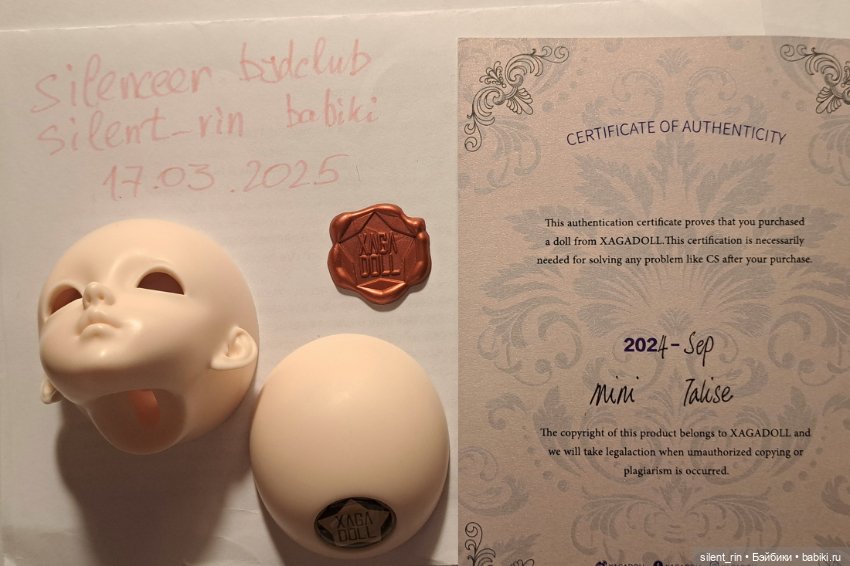 silenceer bjdclub
silent_rin babiki
17.03.2025
XAGA
DOLL
XAGA
DOLL
CERTIFICATE OF AUTHENTICITY
This authentication certificate proves that you purchased
a doll from XAGADOLL.This certification is necessarily
needed for solving any problem like CS after your purchase.
2024-Sep
mini Talise
The copyright of this product belongs to XAGADOLL and
we will take legalaction when umauthorized copying or
plagiarism is occurred.
silent_rin • Бэйбики • babiki.ru